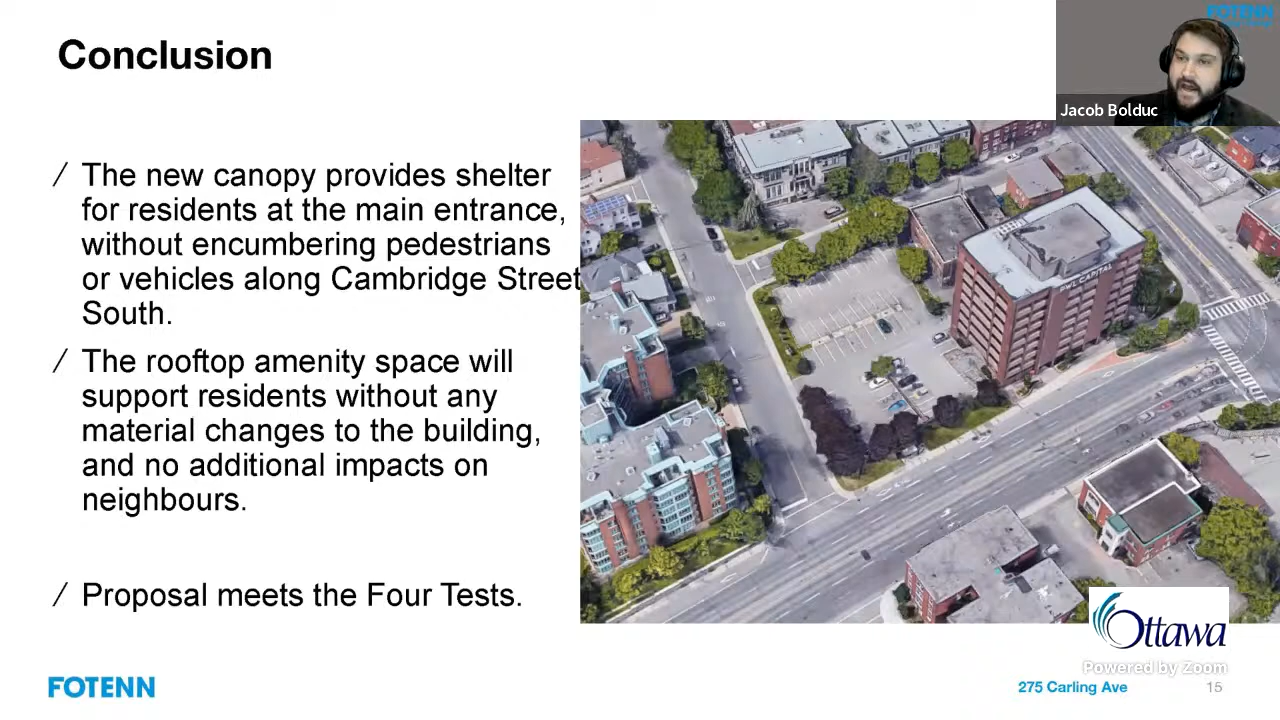 Conclusion
FOTENN
Jacob Bolduc
/ The new canopy provides shelter
for residents at the main entrance,
without encumbering pedestrians
or vehicles along Cambridge Street
South.
/ The rooftop amenity space will
support residents without any
material changes to the building,
and no additional impacts on
neighbours.
/ Proposal meets the Four Tests.
PWL CAPITAL
Ottawa
Powered by Zoom
FOTENN
275 Carling Ave
15